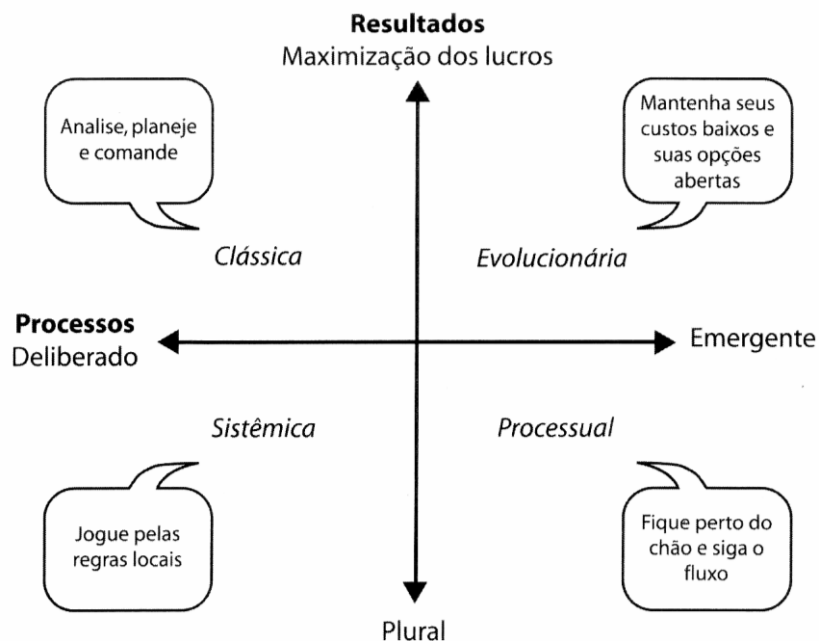 Resultados
Maximização dos lucros
Analise, planeje
e comande
Mantenha seus
custos baixos e
suas opções
abertas
Clássica
Evolucionária
Processos
Deliberado
Emergente
Sistêmica
Processual
Jogue pelas
regras locais
Fique perto do
chão e siga o
fluxo
Plural